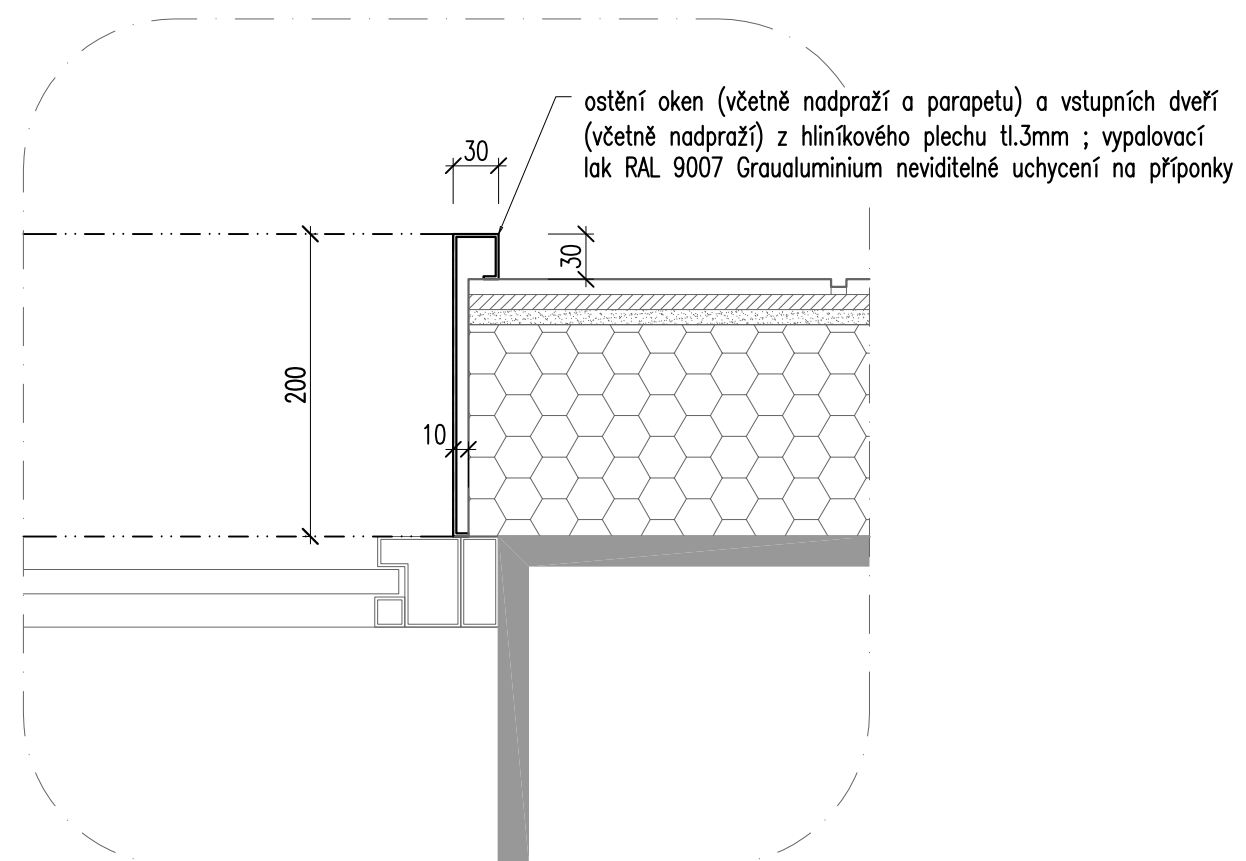 ostění oken (včetně nadpraží a parapetu) a vstupních dveří
(včetně nadpraží) z hliníkového plechu tl.3mm ; vypalovací
lak RAL 9007 Graualuminium neviditelné uchycení na příponky
30
30
200
10